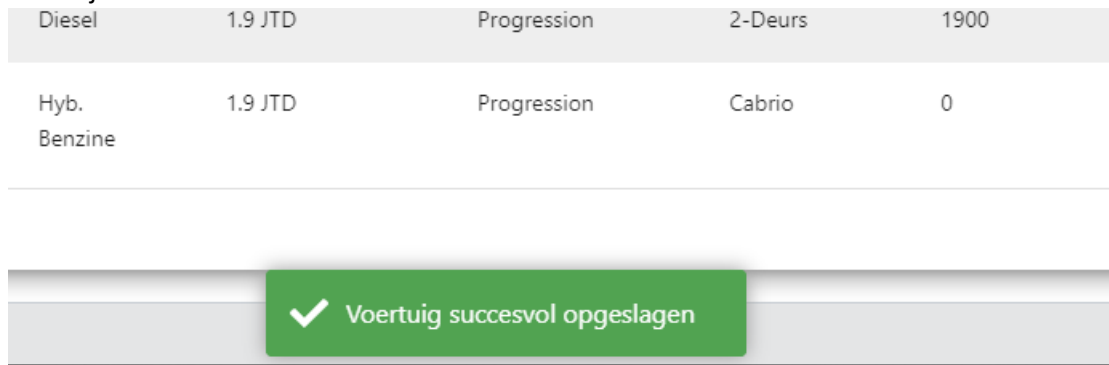 Diesel 1.9 JTD Progression 2-Deurs 1900
Hyb. 1.9 JTD Progression Cabrio 0
Benzine
Voertuig succesvol opgeslagen